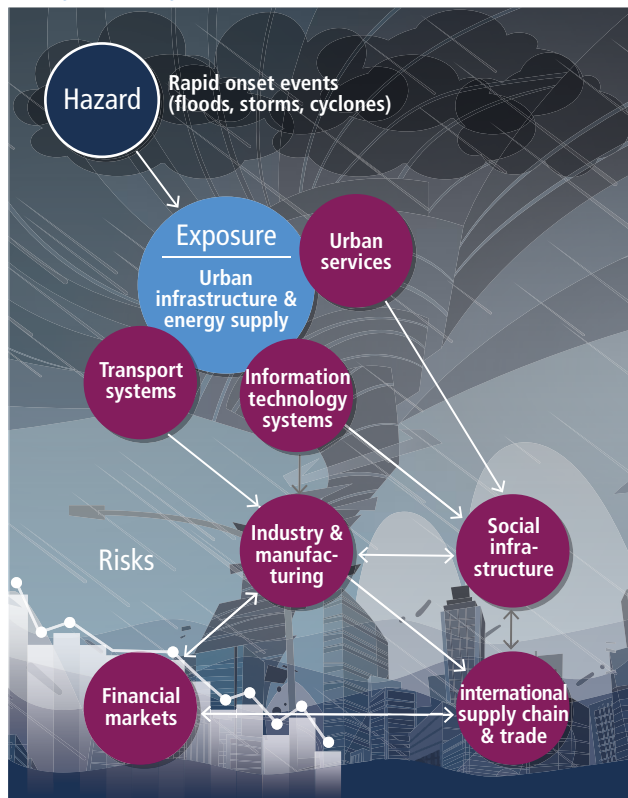 Hazard
Rapid onset events
(floods, storms, cyclones)
Exposure
Urban
infrastructure &
energy supply
Urban
services
Transport
systems
Information
technology
systems
Industry &
manufac-
turing
Social
infra-
structure
Risks
Financial
markets
international
supply chain
& trade